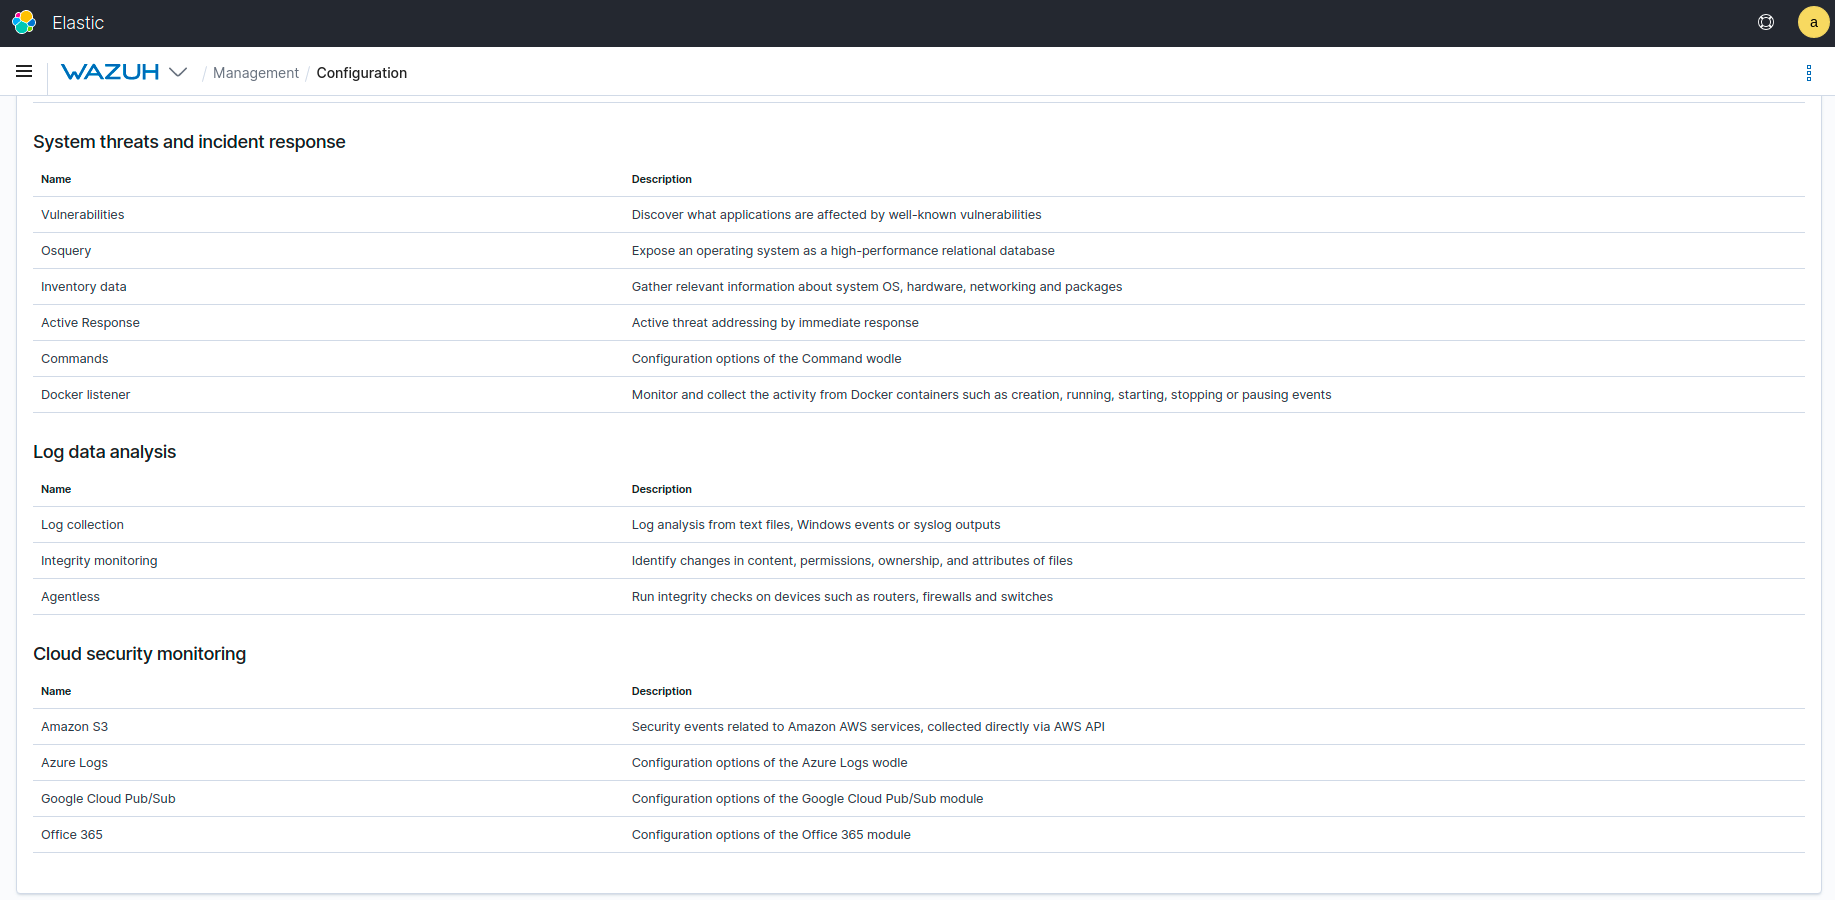 Elastic
a
WAZUH / Management / Configuration
System threats and incident response
Name Description
Vulnerabilities Discover what applications are affected by well-known vulnerabilities
Osquery Expose an operating system as a high-performance relational database
Inventory data Gather relevant information about system OS, hardware, networking and packages
Active Response Active threat addressing by immediate response
Commands Configuration options of the Command wodle
Docker listener Monitor and collect the activity from Docker containers such as creation, running, starting, stopping or pausing events
Log data analysis
Name Description
Log collection Log analysis from text files, Windows events or syslog outputs
Integrity monitoring Identify changes in content, permissions, ownership, and attributes of files
Agentless Run integrity checks on devices such as routers, firewalls and switches
Cloud security monitoring
Name Description
Amazon S3 Security events related to Amazon AWS services, collected directly via AWS API
Azure Logs Configuration options of the Azure Logs wodle
Google Cloud Pub/Sub Configuration options of the Google Cloud Pub/Sub module
Office 365 Configuration options of the Office 365 module